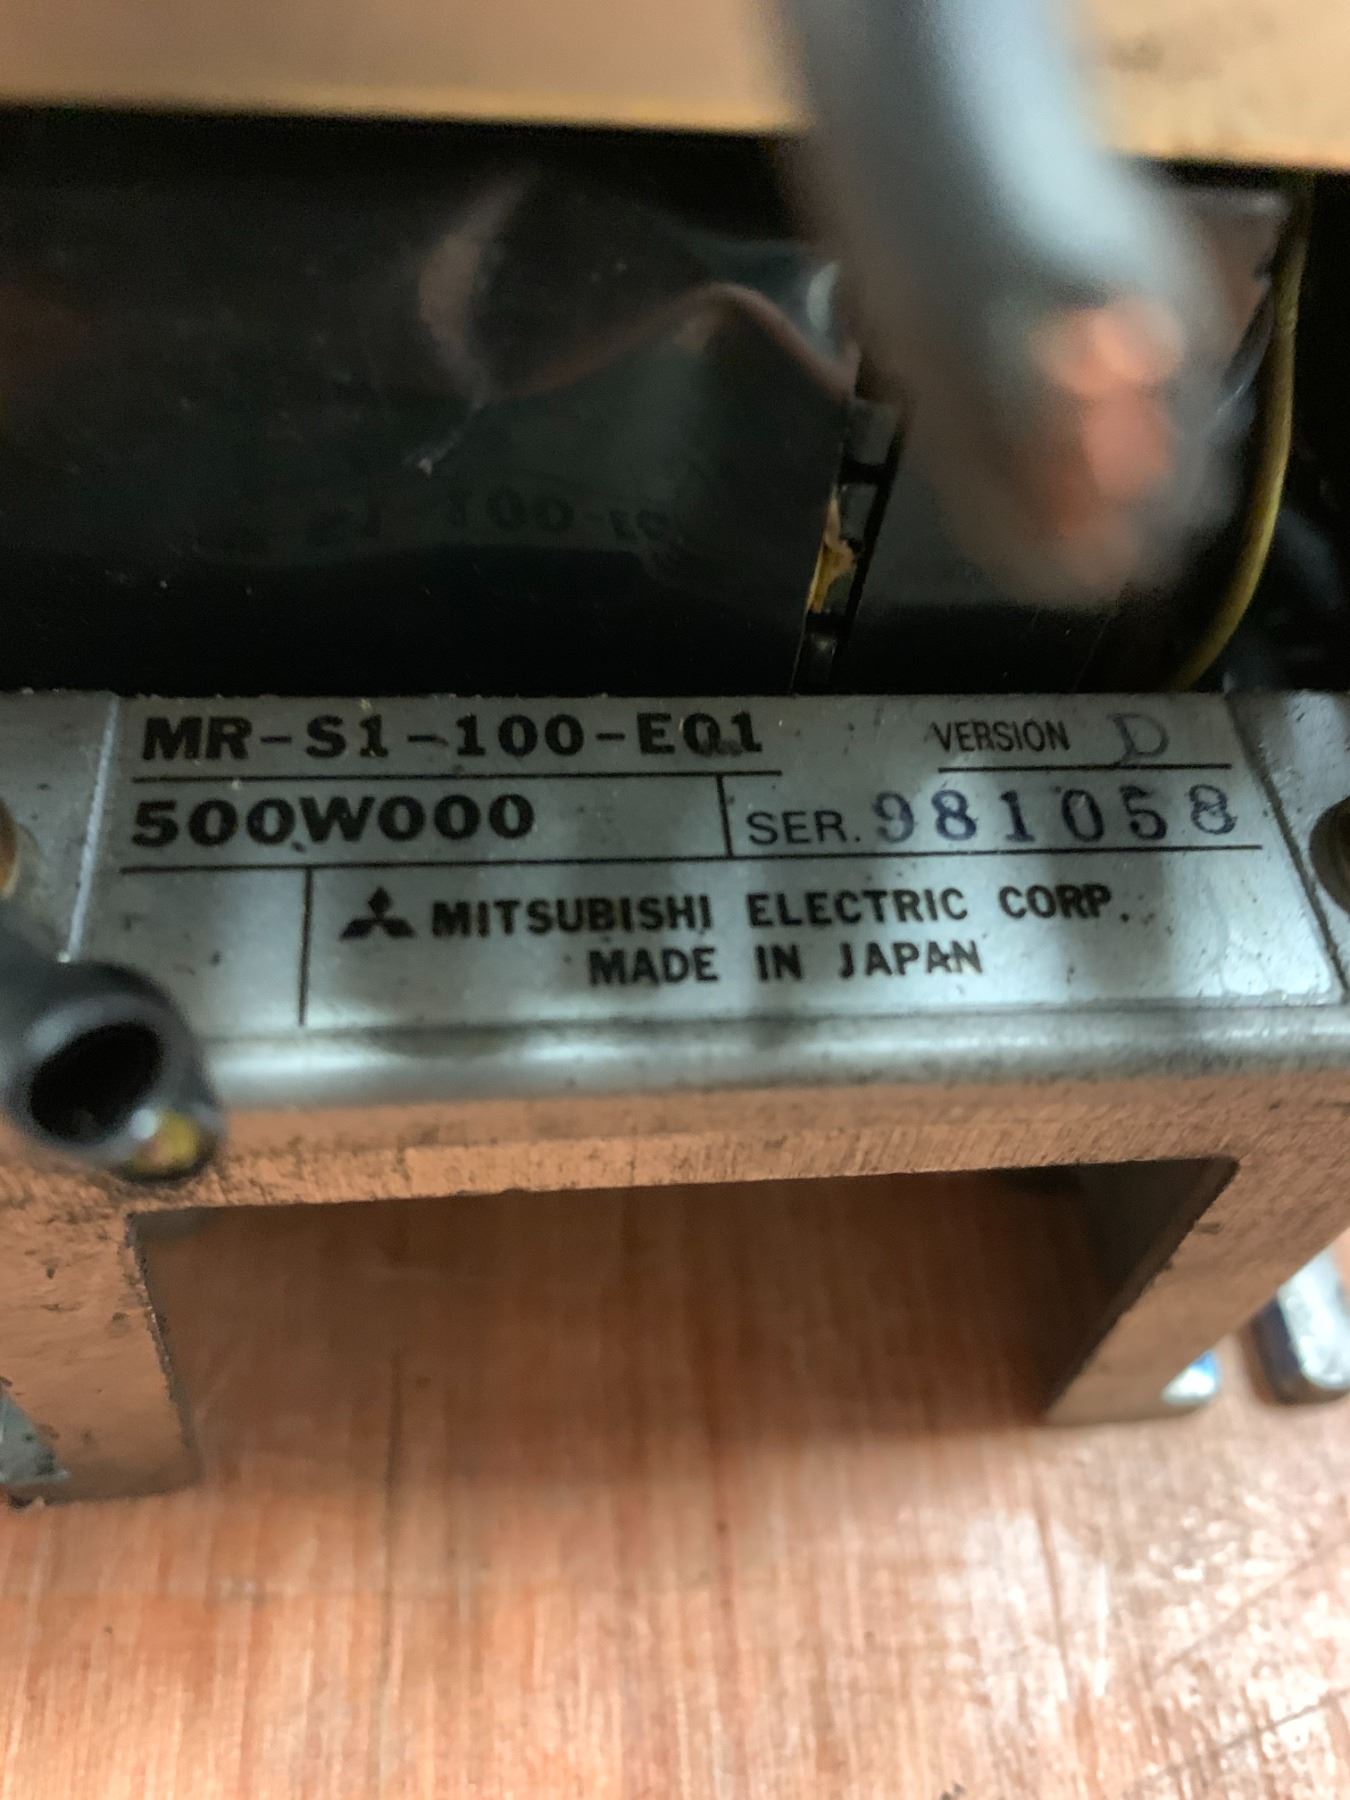 MR-S1-100-E01
VERSION D
500W000
SER. 981058
MITSUBISHI ELECTRIC CORP.
MADE IN JAPAN